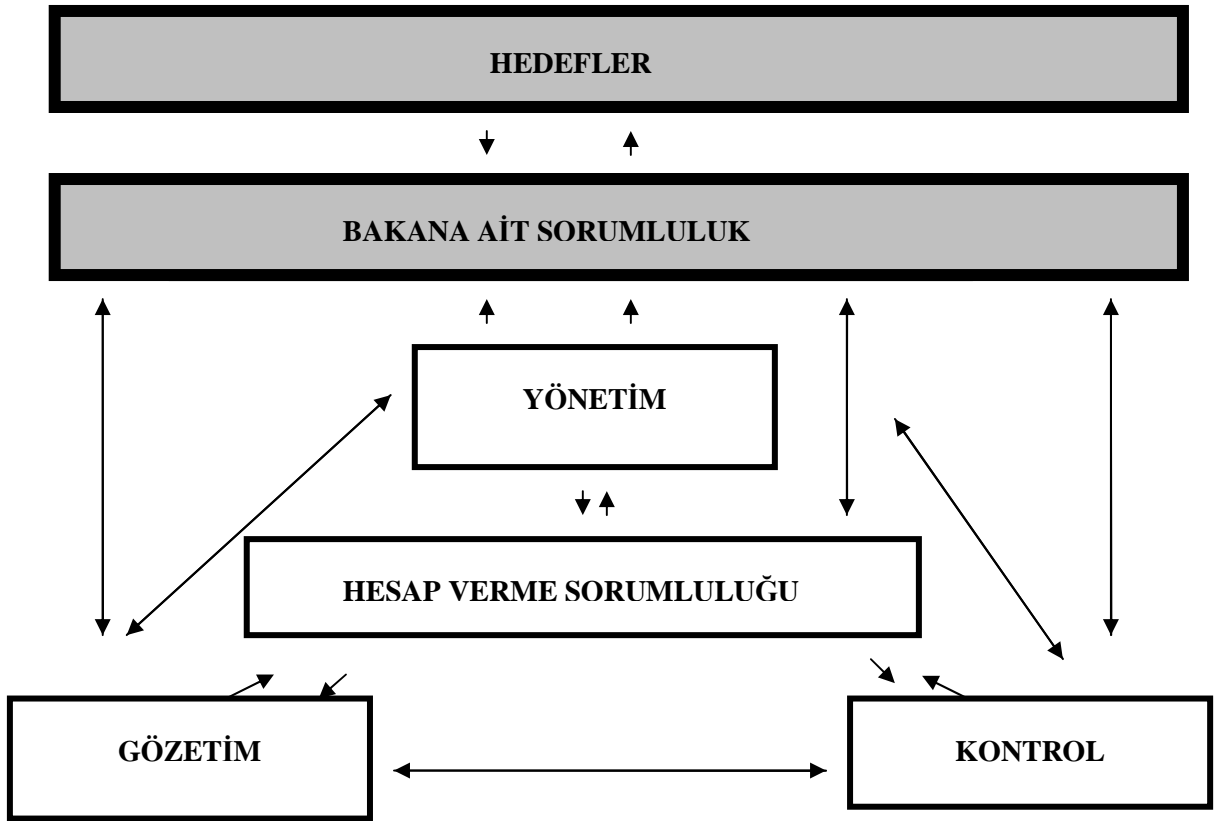 HEDEFLER
BAKANA AİT SORUMLULUK
YÖNETİM
HESAP VERME SORUMLULUĞU
GÖZETİM
KONTROL